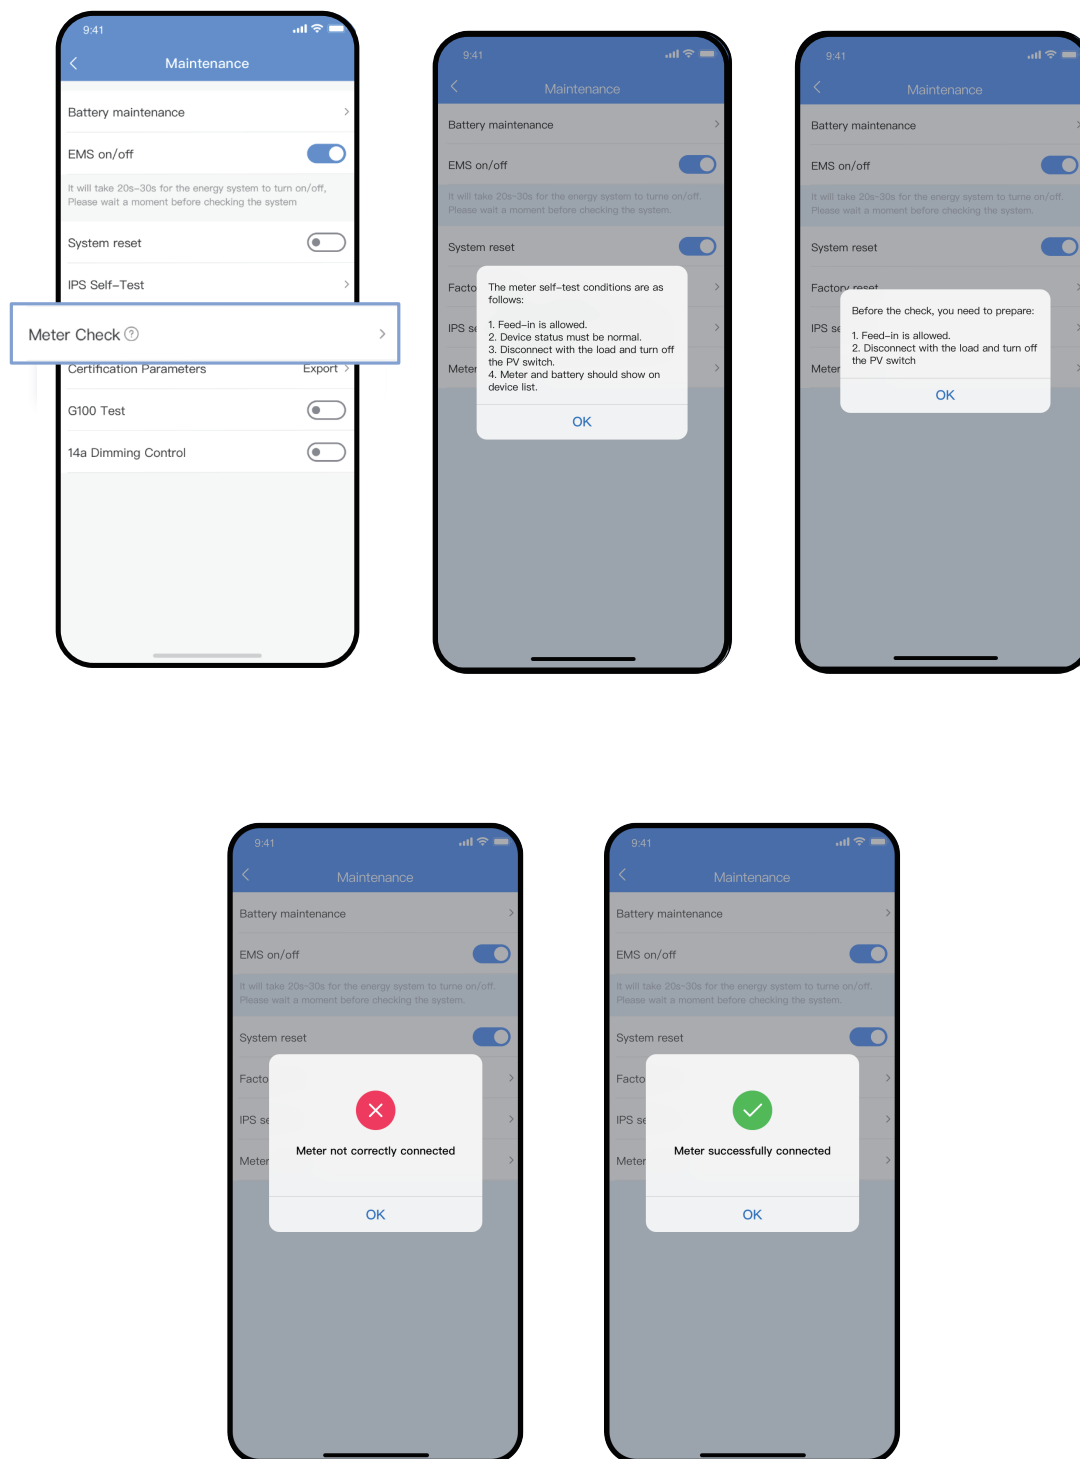 9:41
Maintenance
Battery maintenance
EMS on/off
It will take 20s-30s for the energy system to turn on/off,
Please wait a moment before checking the system
System reset
IPS Self-Test
Meter Check ?
Certification Parameters Export
G100 Test
14a Dimming Control
9:41
Maintenance
Battery maintenance
EMS on/off
It will take 20s-30s for the energy system to turne on/off.
Please wait a moment before checking the system.
System reset
Facto
IPS se
Meter
The meter self-test conditions are as
follows:
1. Feed-in is allowed.
2. Device status must be normal.
3. Disconnect with the load and turn off
the PV switch.
4. Meter and battery should show on
device list.
OK
9:41
Maintenance
Battery maintenance
EMS on/off
It will take 20s-30s for the energy system to turne on/off.
Please wait a moment before checking the system.
System reset
Factory reset
IPS se
Meter
Before the check, you need to prepare:
1. Feed-in is allowed.
2. Disconnect with the load and turn off
the PV switch
OK
9:41
Maintenance
Battery maintenance
EMS on/off
It will take 20s-30s for the energy system to turne on/off.
Please wait a moment before checking the system.
System reset
Facto
IPS se
Meter
Meter not correctly connected
OK
9:41
Maintenance
Battery maintenance
EMS on/off
It will take 20s-30s for the energy system to turne on/off.
Please wait a moment before checking the system.
System reset
Facto
IPS se
Meter
Meter successfully connected
OK